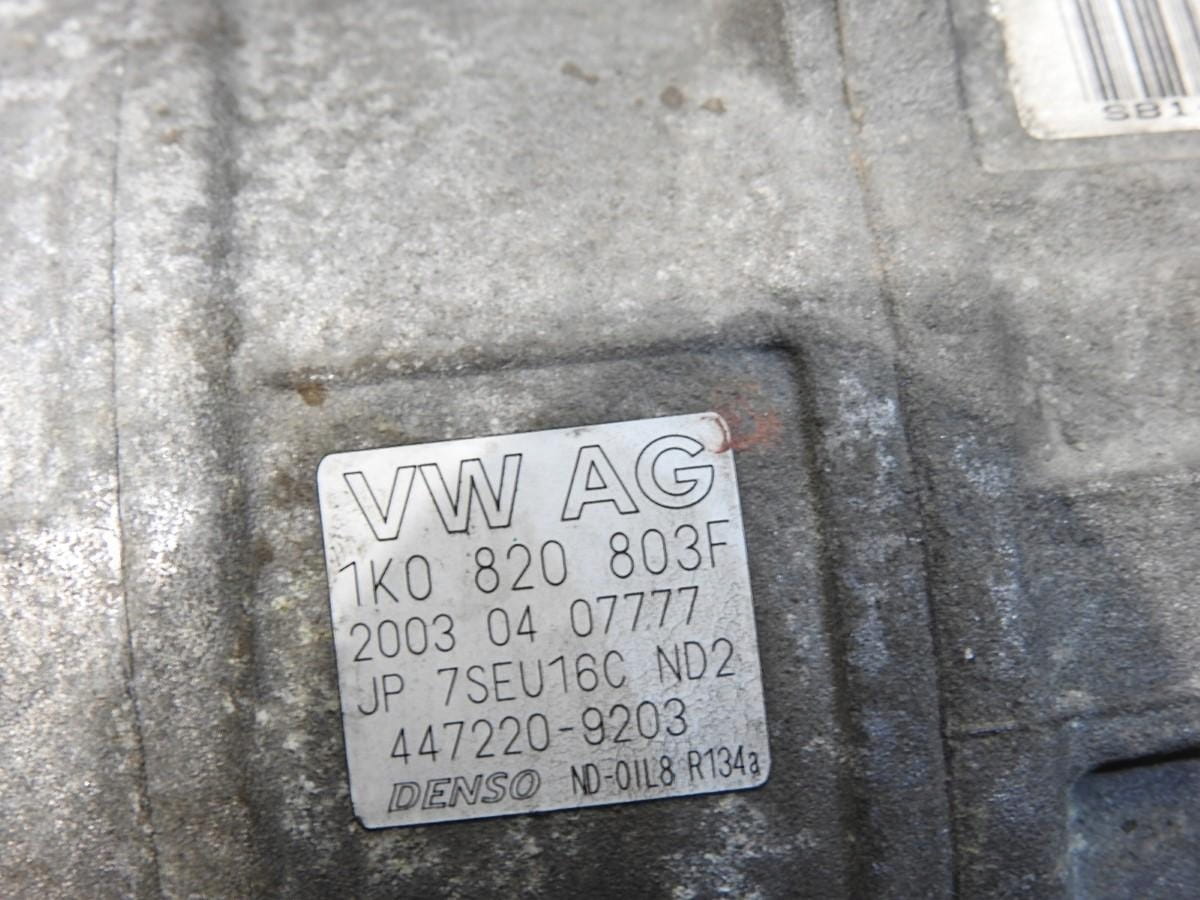 SB1
VW AG
1K0 820 803F
2003 04 07777
JP 7SEU16C ND2
447220-9203
DENSO ND-OIL8 R134a